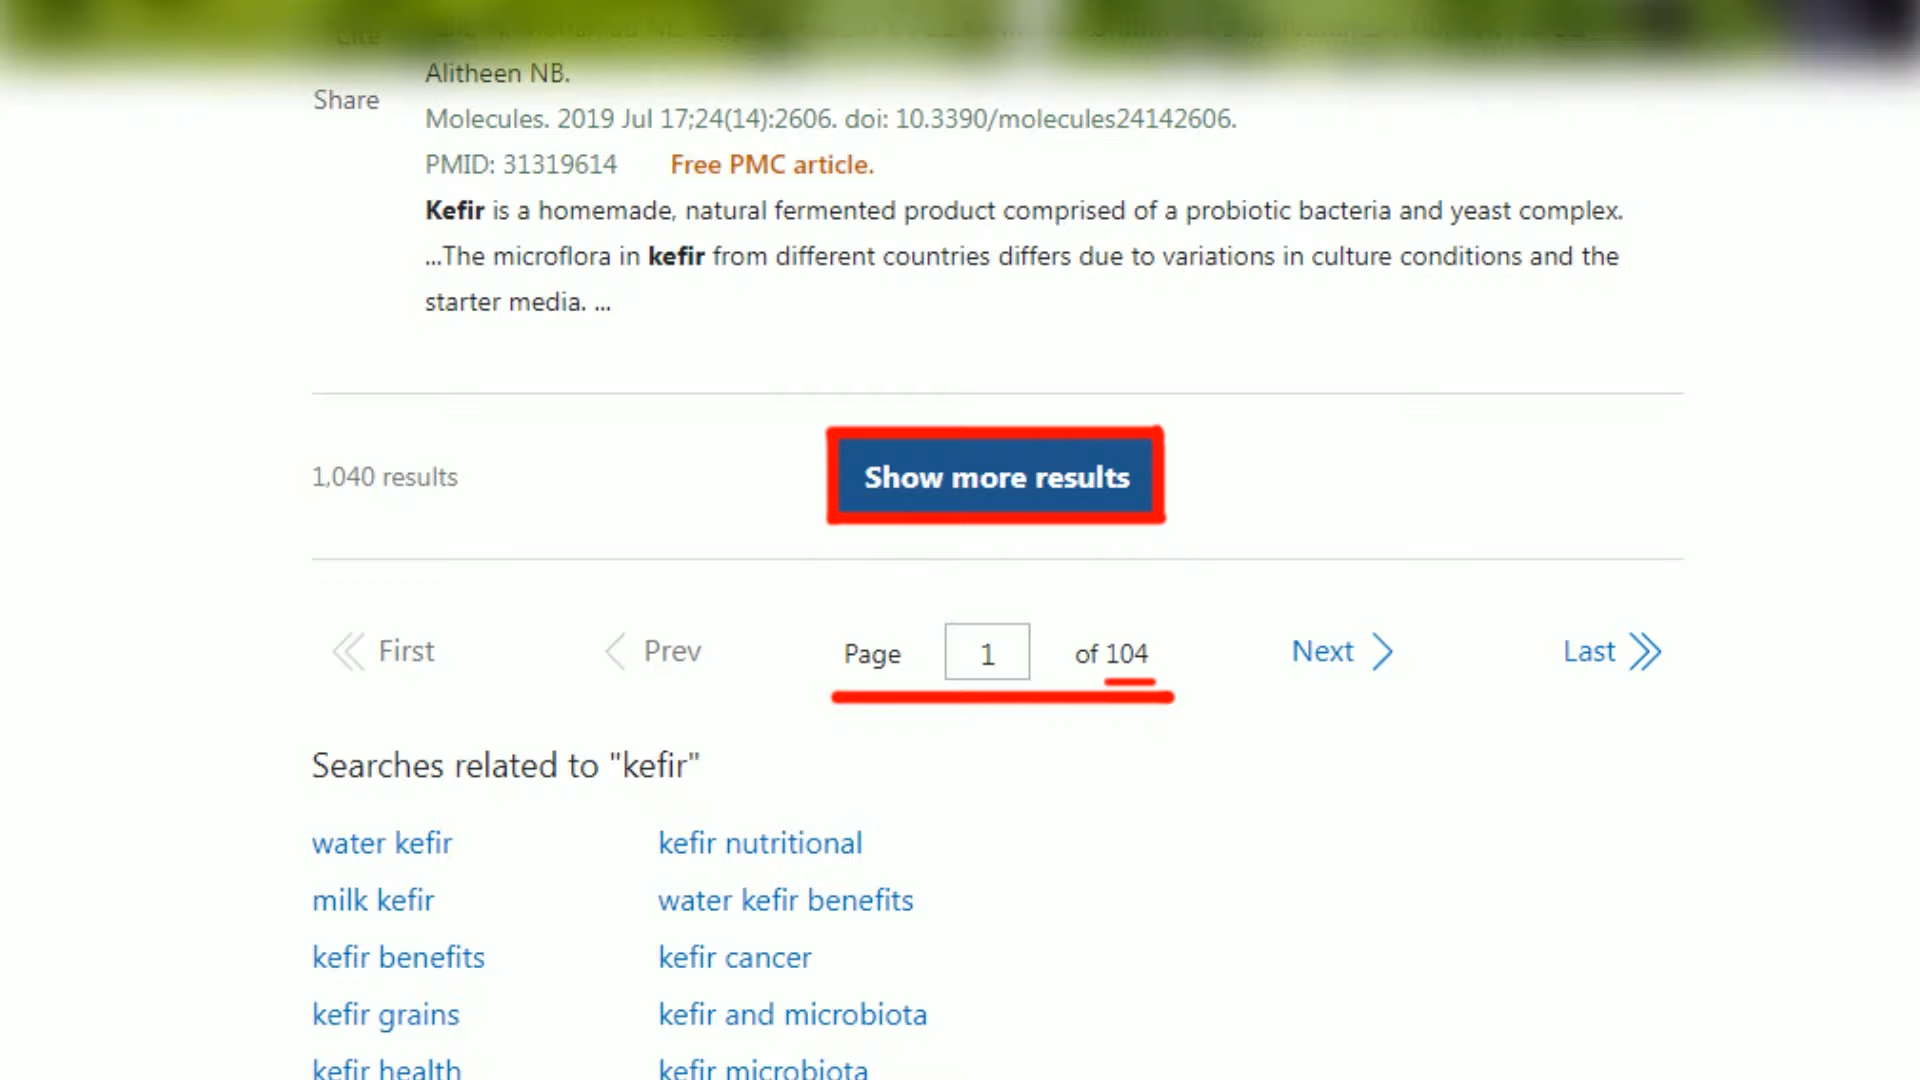 Cite
Alitheen NB.
Share
Molecules. 2019 Jul 17;24(14):2606. doi: 10.3390/molecules24142606.
PMID: 31319614 Free PMC article.
Kefir is a homemade, natural fermented product comprised of a probiotic bacteria and yeast complex.
...The microflora in kefir from different countries differs due to variations in culture conditions and the
starter media. ...
1,040 results
Show more results
First Prev Page 1 of 104 Next Last
Searches related to "kefir"
water kefir kefir nutritional
milk kefir water kefir benefits
kefir benefits kefir cancer
kefir grains kefir and microbiota
kefir health kefir microbiota